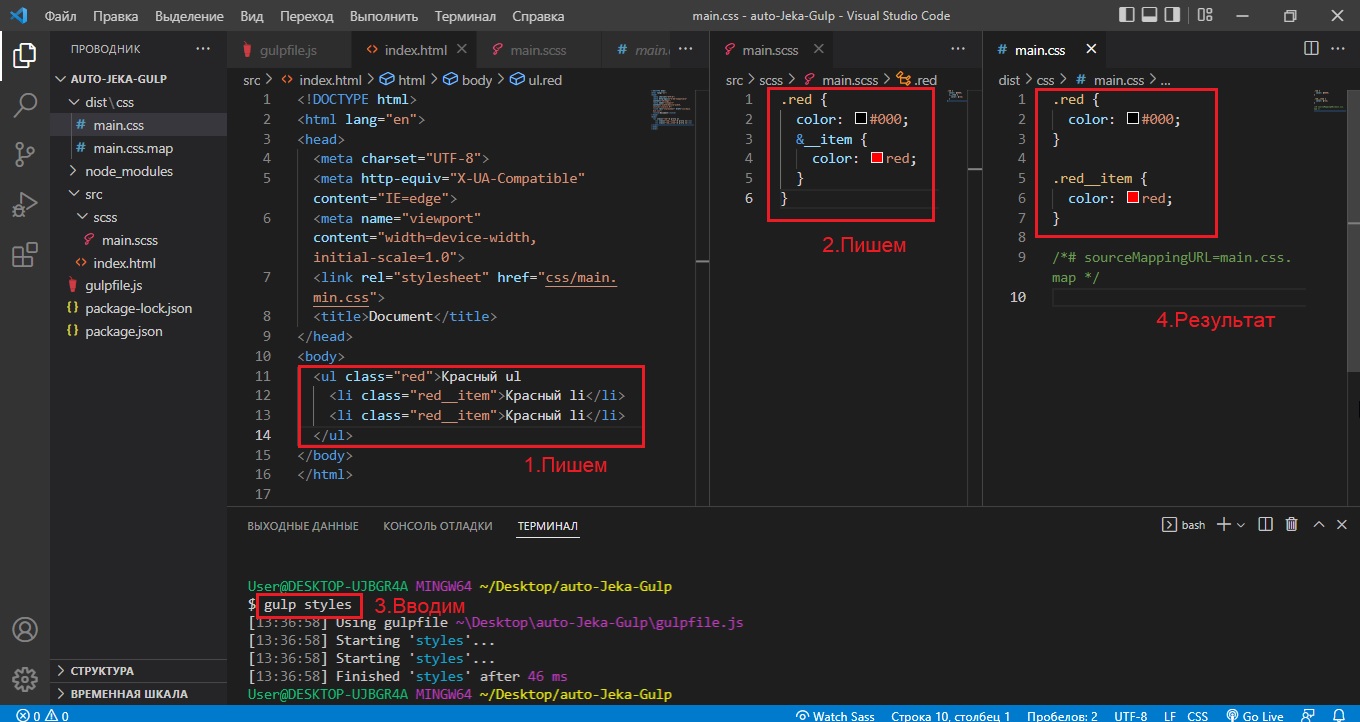 Файл Правка Выделение Вид Переход Выполнить Терминал Справка main.css - auto-Jeka-Gulp - Visual Studio Code
ПРОВОДНИК
AUTO-JEKA-GULP
dist\css
# main.css
# main.css.map
node_modules
src
scss
main.scss
<> index.html
gulpfile.js
{} package-lock.json
{} package.json
СТРУКТУРА
ВРЕМЕННАЯ ШКАЛА
gulpfile.js <> index.html main.scss # main. ...
src > <> index.html > html > body > ul.red
1 <!DOCTYPE html>
2 <html lang="en">
3 <head>
4 <meta charset="UTF-8">
5 <meta http-equiv="X-UA-Compatible"
content="IE=edge">
6 <meta name="viewport"
content="width=device-width,
initial-scale=1.0">
7 <link rel="stylesheet" href="css/main.
min.css">
8 <title>Document</title>
9 </head>
10 <body>
11 <ul class="red">Красный ul
12 <li class="red__item">Красный li</li>
13 <li class="red__item">Красный li</li>
14 </ul>
15 </body>
16 </html>
17
1.Пишем
main.scss ...
src > scss > main.scss > .red
1 .red {
2 color: #000;
3 &__item {
4 color: red;
5 }
6 }
2.Пишем
# main.css ...
dist > css > # main.css > ...
1 .red {
2 color: #000;
3 }
4
5 .red__item {
6 color: red;
7 }
8
9 /*# sourceMappingURL=main.css.
map */
10
4.Результат
ВЫХОДНЫЕ ДАННЫЕ КОНСОЛЬ ОТЛАДКИ ТЕРМИНАЛ bash
User@DESKTOP-UJBGR4A MINGW64 ~/Desktop/auto-Jeka-Gulp
$ gulp styles 3.Вводим
[13:36:58] Using gulpfile ~\Desktop\auto-Jeka-Gulp\gulpfile.js
[13:36:58] Starting 'styles'...
[13:36:58] Starting 'styles'...
[13:36:58] Finished 'styles' after 46 ms
User@DESKTOP-UJBGR4A MINGW64 ~/Desktop/auto-Jeka-Gulp
0 0 Watch Sass Строка 10, столбец 1 Пробелов: 2 UTF-8 LF CSS Go Live